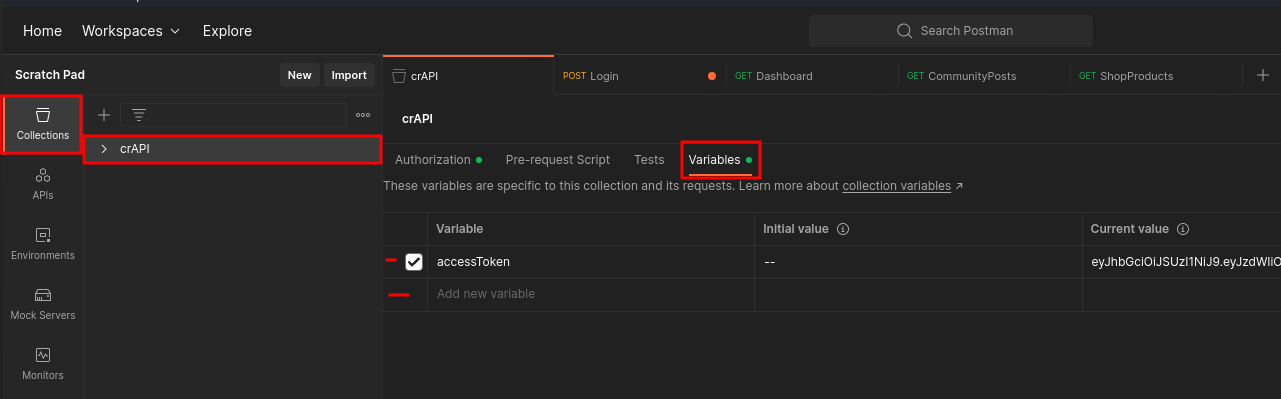 Home Workspaces Explore Search Postman
Scratch Pad New Import
crAPI POST Login GET Dashboard GET CommunityPosts GET ShopProducts
Collections
APIs
Environments
Mock Servers
Monitors
crAPI
crAPI
Authorization Pre-request Script Tests Variables
These variables are specific to this collection and its requests. Learn more about collection variables
Variable Initial value Current value
accessToken -- eyJhbGciOiJSUzI1NiJ9.eyJzdWIiO
Add new variable